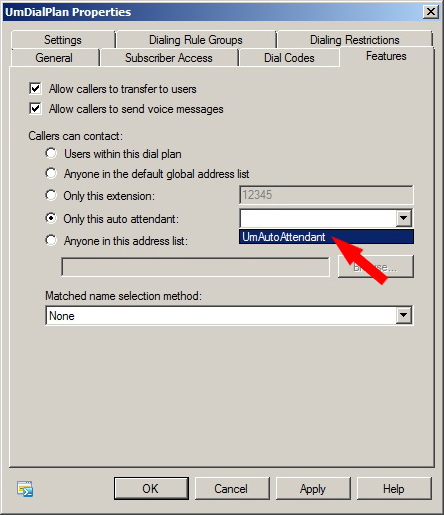 UmDialPlan Properties
Settings
Dialing Rule Groups
Dialing Restrictions
General
Subscriber Access
Dial Codes
Features
Allow callers to transfer to users
Allow callers to send voice messages
Callers can contact:
Users within this dial plan
Anyone in the default global address list
Only this extension:
12345
Only this auto attendant:
UmAutoAttendant
Anyone in this address list:
Browse...
Matched name selection method:
None
OK
Cancel
Apply
Help